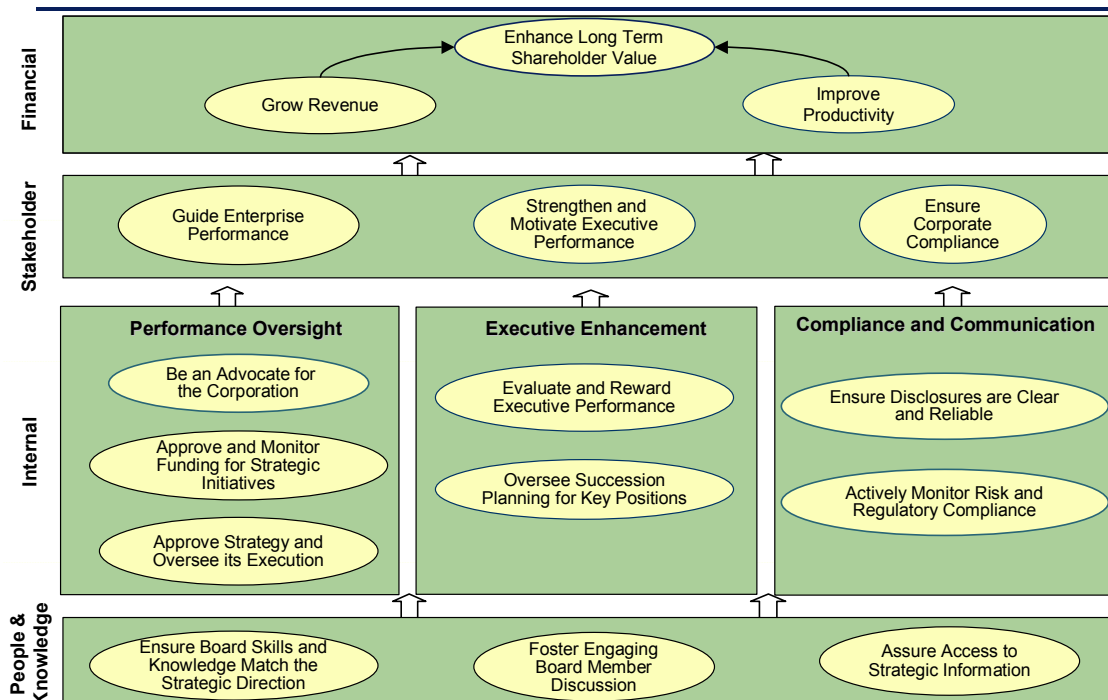 Financial
Enhance Long Term
Shareholder Value
Grow Revenue
Improve
Productivity
Stakeholder
Guide Enterprise
Performance
Strengthen and
Motivate Executive
Performance
Ensure
Corporate
Compliance
Internal
Performance Oversight
Be an Advocate for
the Corporation
Approve and Monitor
Funding for Strategic
Initiatives
Approve Strategy and
Oversee its Execution
Executive Enhancement
Evaluate and Reward
Executive Performance
Oversee Succession
Planning for Key Positions
Compliance and Communication
Ensure Disclosures are Clear
and Reliable
Actively Monitor Risk and
Regulatory Compliance
People &
Knowledge
Ensure Board Skills and
Knowledge Match the
Strategic Direction
Foster Engaging
Board Member
Discussion
Assure Access to
Strategic Information